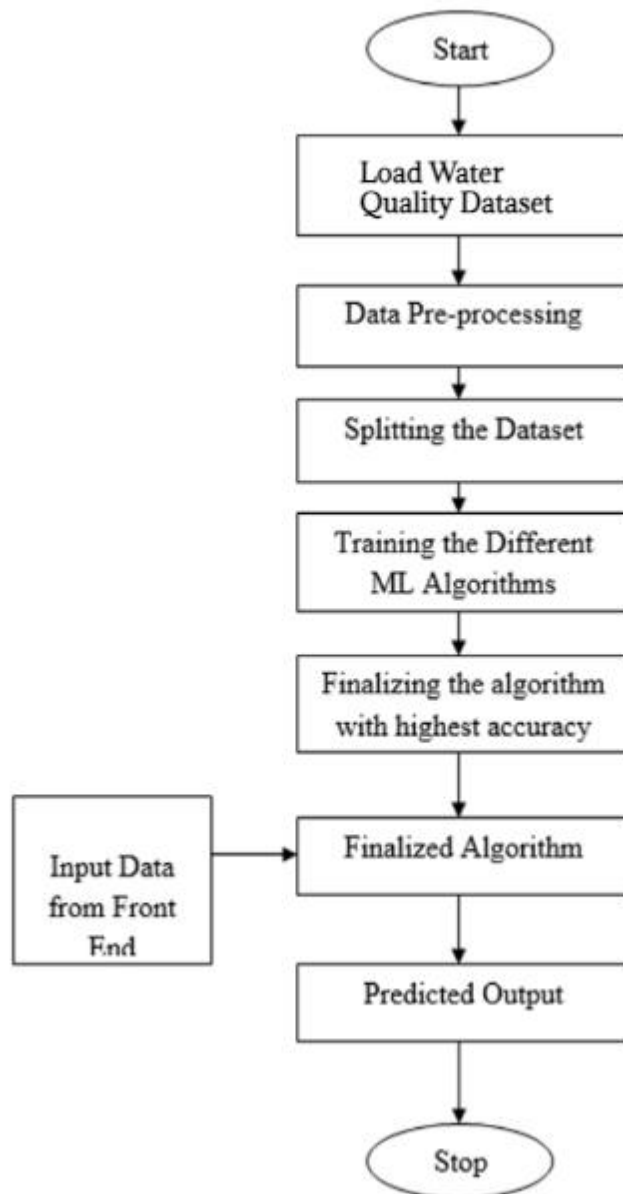 Start
Load Water
Quality Dataset
Data Pre-processing
Splitting the Dataset
Training the Different
ML Algorithms
Finalizing the algorithm
with highest accuracy
Input Data
from Front
End
Finalized Algorithm
Predicted Output
Stop